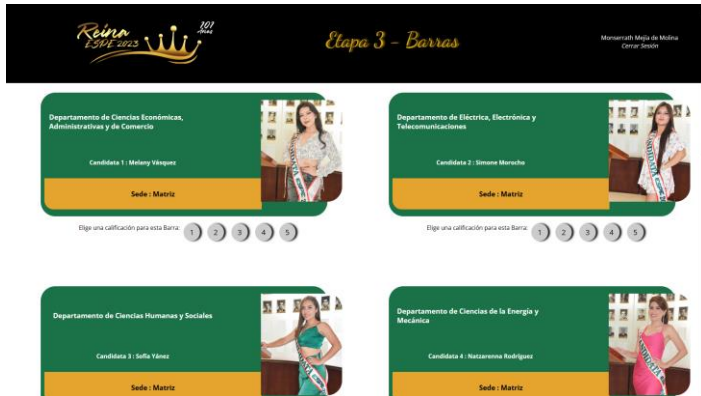 Reina
ESPE 2023
101
Años
Etapa 3 - Barras
Monserrath Mejía de Molina
Cerrar Sesión
Departamento de Ciencias Económicas,
Administrativas y de Comercio
Candidata 1 : Melany Vásquez
Sede : Matriz
Elige una calificación para esta Barra: 1 2 3 4 5
Departamento de Eléctrica, Electrónica y
Telecomunicaciones
Candidata 2 : Simone Morocho
Sede : Matriz
Elige una calificación para esta Barra: 1 2 3 4 5
Departamento de Ciencias Humanas y Sociales
Candidata 3 : Sofía Yánez
Sede : Matriz
Departamento de Ciencias de la Energía y
Mecánica
Candidata 4 : Natzarenna Rodríguez
Sede : Matriz